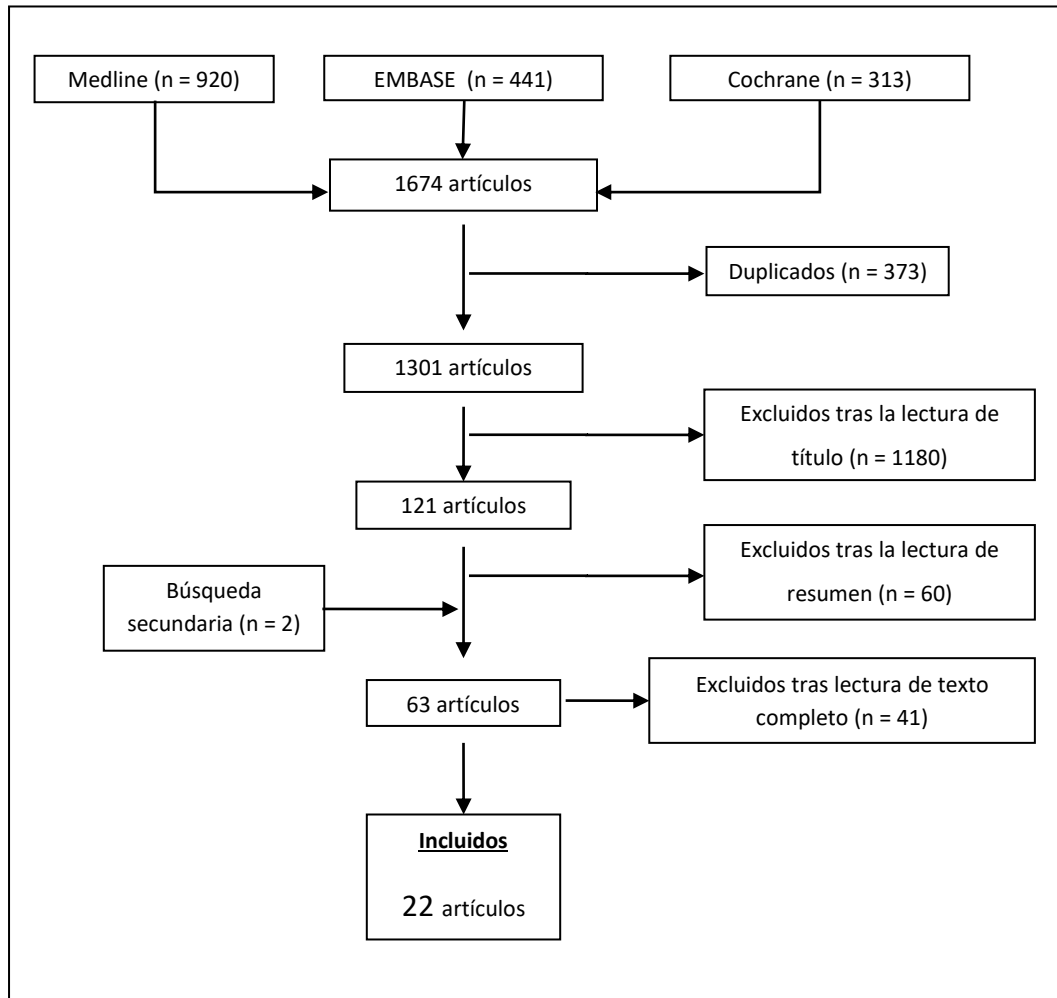 Medline (n = 920)
EMBASE (n = 441)
Cochrane (n = 313)
1674 artículos
Duplicados (n = 373)
1301 artículos
Excluidos tras la lectura de
título (n = 1180)
121 artículos
Excluidos tras la lectura de
resumen (n = 60)
Búsqueda
secundaria (n = 2)
63 artículos
Excluidos tras lectura de texto
completo (n = 41)
Incluidos
22 artículos